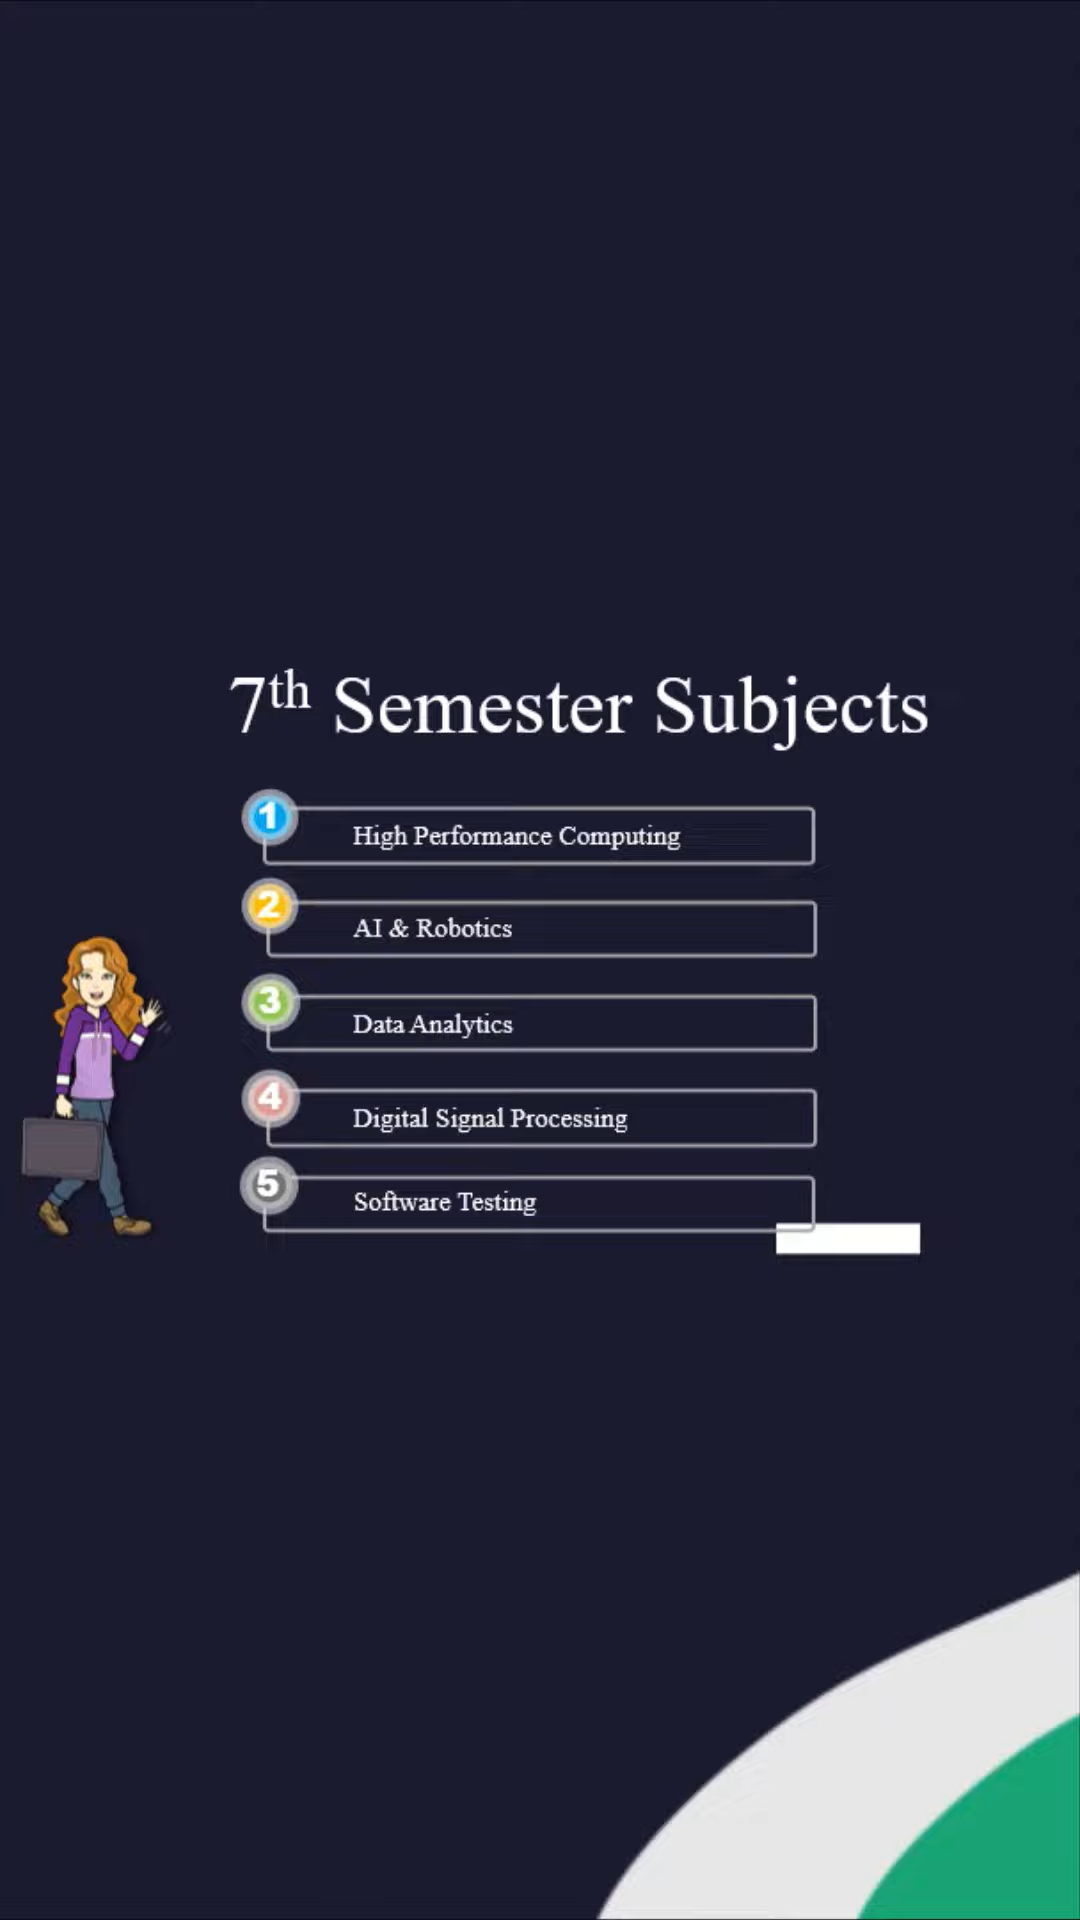 7th Semester Subjects
1 High Performance Computing
2 AI & Robotics
3 Data Analytics
4 Digital Signal Processing
5 Software Testing